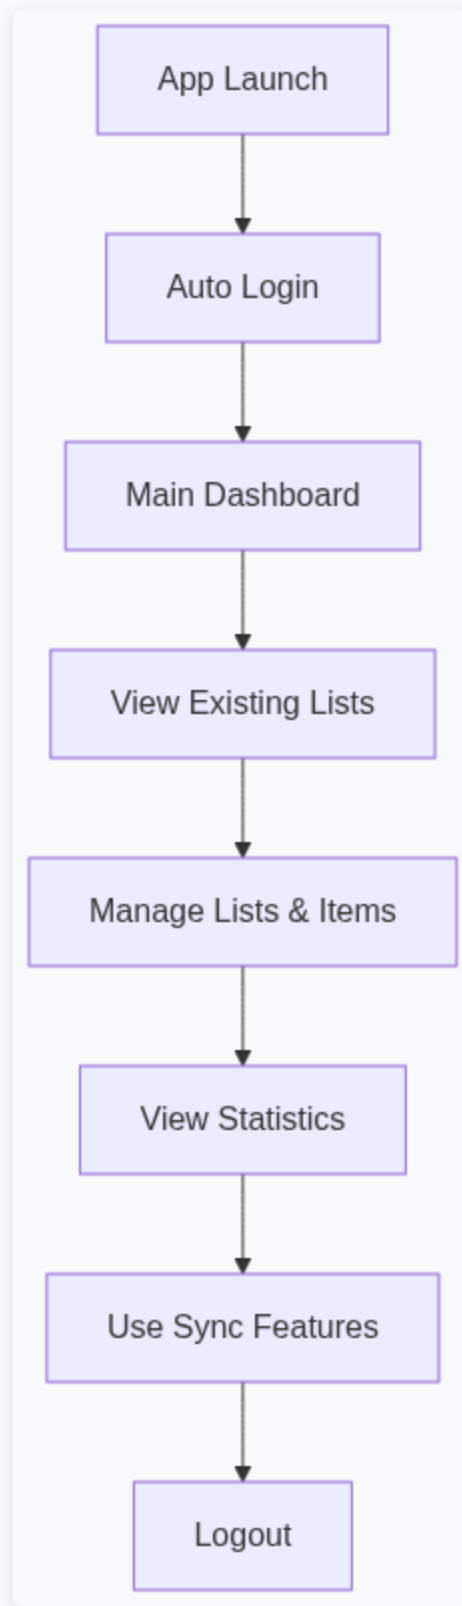 App Launch
Auto Login
Main Dashboard
View Existing Lists
Manage Lists & Items
View Statistics
Use Sync Features
Logout